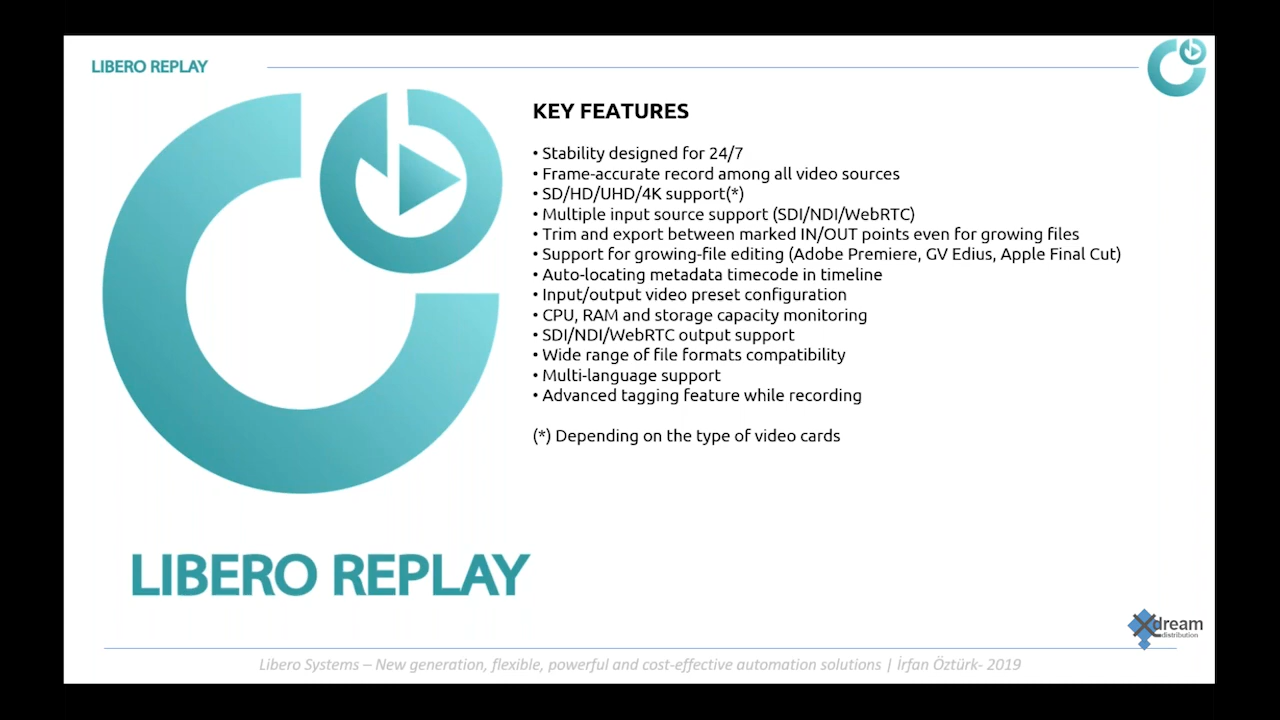 LIBERO REPLAY
KEY FEATURES
• Stability designed for 24/7
• Frame-accurate record among all video sources
• SD/HD/UHD/4K support(*)
• Multiple input source support (SDI/NDI/WebRTC)
• Trim and export between marked IN/OUT points even for growing files
• Support for growing-file editing (Adobe Premiere, GV Edius, Apple Final Cut)
• Auto-locating metadata timecode in timeline
• Input/output video preset configuration
• CPU, RAM and storage capacity monitoring
• SDI/NDI/WebRTC output support
• Wide range of file formats compatibility
• Multi-language support
• Advanced tagging feature while recording
(*) Depending on the type of video cards
LIBERO REPLAY
Xdream
distribution
Libero Systems – New generation, flexible, powerful and cost-effective automation solutions | İrfan Öztürk- 2019